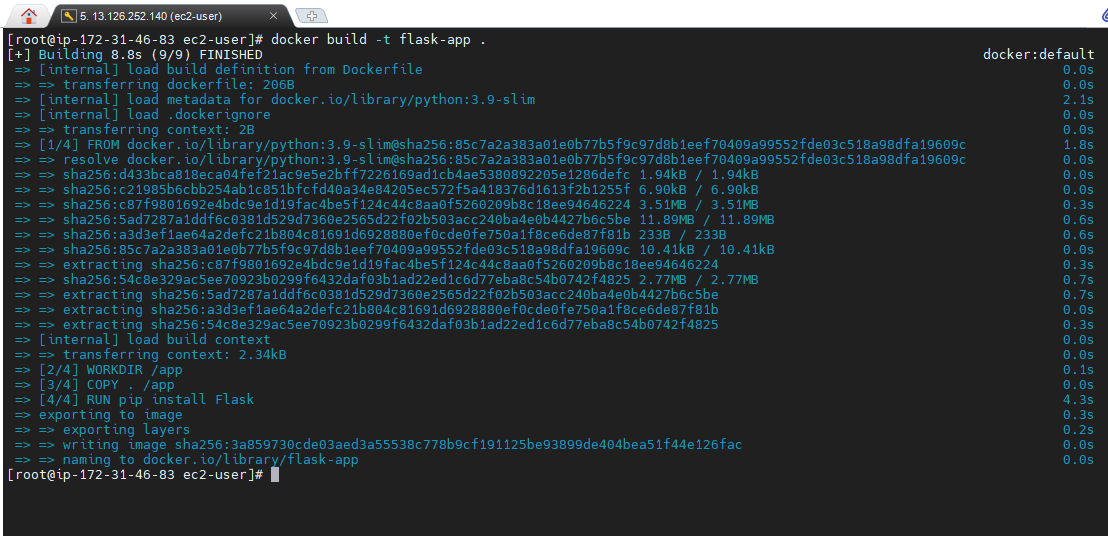 5. 13.126.252.140 (ec2-user)
[root@ip-172-31-46-83 ec2-user]# docker build -t flask-app .
[+] Building 8.8s (9/9) FINISHED docker:default
=> [internal] load build definition from Dockerfile 0.0s
=> => transferring dockerfile: 206B 0.0s
=> [internal] load metadata for docker.io/library/python:3.9-slim 2.1s
=> [internal] load .dockerignore 0.0s
=> => transferring context: 2B 0.0s
=> [1/4] FROM docker.io/library/python:3.9-slim@sha256:85c7a2a383a01e0b77b5f9c97d8b1eef70409a99552fde03c518a98dfa19609c 1.8s
=> => resolve docker.io/library/python:3.9-slim@sha256:85c7a2a383a01e0b77b5f9c97d8b1eef70409a99552fde03c518a98dfa19609c 0.0s
=> => sha256:d433bca818eca04fef21ac9e5e2bff7226169ad1cb4ae5380892205e1286defc 1.94kB / 1.94kB 0.0s
=> => sha256:c21985b6cbb254ab1c851bfcfd40a34e84205ec572f5a418376d1613f2b1255f 6.90kB / 6.90kB 0.0s
=> => sha256:c87f9801692e4bdc9e1d19fac4be5f124c44c8aa0f5260209b8c18ee94646224 3.51MB / 3.51MB 0.3s
=> => sha256:5ad7287a1ddf6c0381d529d7360e2565d22f02b503acc240ba4e0b4427b6c5be 11.89MB / 11.89MB 0.6s
=> => sha256:a3d3ef1ae64a2defc21b804c81691d6928880ef0cde0fe750a1f8ce6de87f81b 233B / 233B 0.6s
=> => sha256:85c7a2a383a01e0b77b5f9c97d8b1eef70409a99552fde03c518a98dfa19609c 10.41kB / 10.41kB 0.0s
=> => extracting sha256:c87f9801692e4bdc9e1d19fac4be5f124c44c8aa0f5260209b8c18ee94646224 0.3s
=> => sha256:54c8e329ac5ee70923b0299f6432daf03b1ad22ed1c6d77eba8c54b0742f4825 2.77MB / 2.77MB 0.7s
=> => extracting sha256:5ad7287a1ddf6c0381d529d7360e2565d22f02b503acc240ba4e0b4427b6c5be 0.7s
=> => extracting sha256:a3d3ef1ae64a2defc21b804c81691d6928880ef0cde0fe750a1f8ce6de87f81b 0.0s
=> => extracting sha256:54c8e329ac5ee70923b0299f6432daf03b1ad22ed1c6d77eba8c54b0742f4825 0.3s
=> [internal] load build context 0.0s
=> => transferring context: 2.34kB 0.0s
=> [2/4] WORKDIR /app 0.1s
=> [3/4] COPY . /app 0.0s
=> [4/4] RUN pip install Flask 4.3s
=> exporting to image 0.3s
=> => exporting layers 0.2s
=> => writing image sha256:3a859730cde03aed3a55538c778b9cf191125be93899de404bea51f44e126fac 0.0s
=> => naming to docker.io/library/flask-app 0.0s
[root@ip-172-31-46-83 ec2-user]#